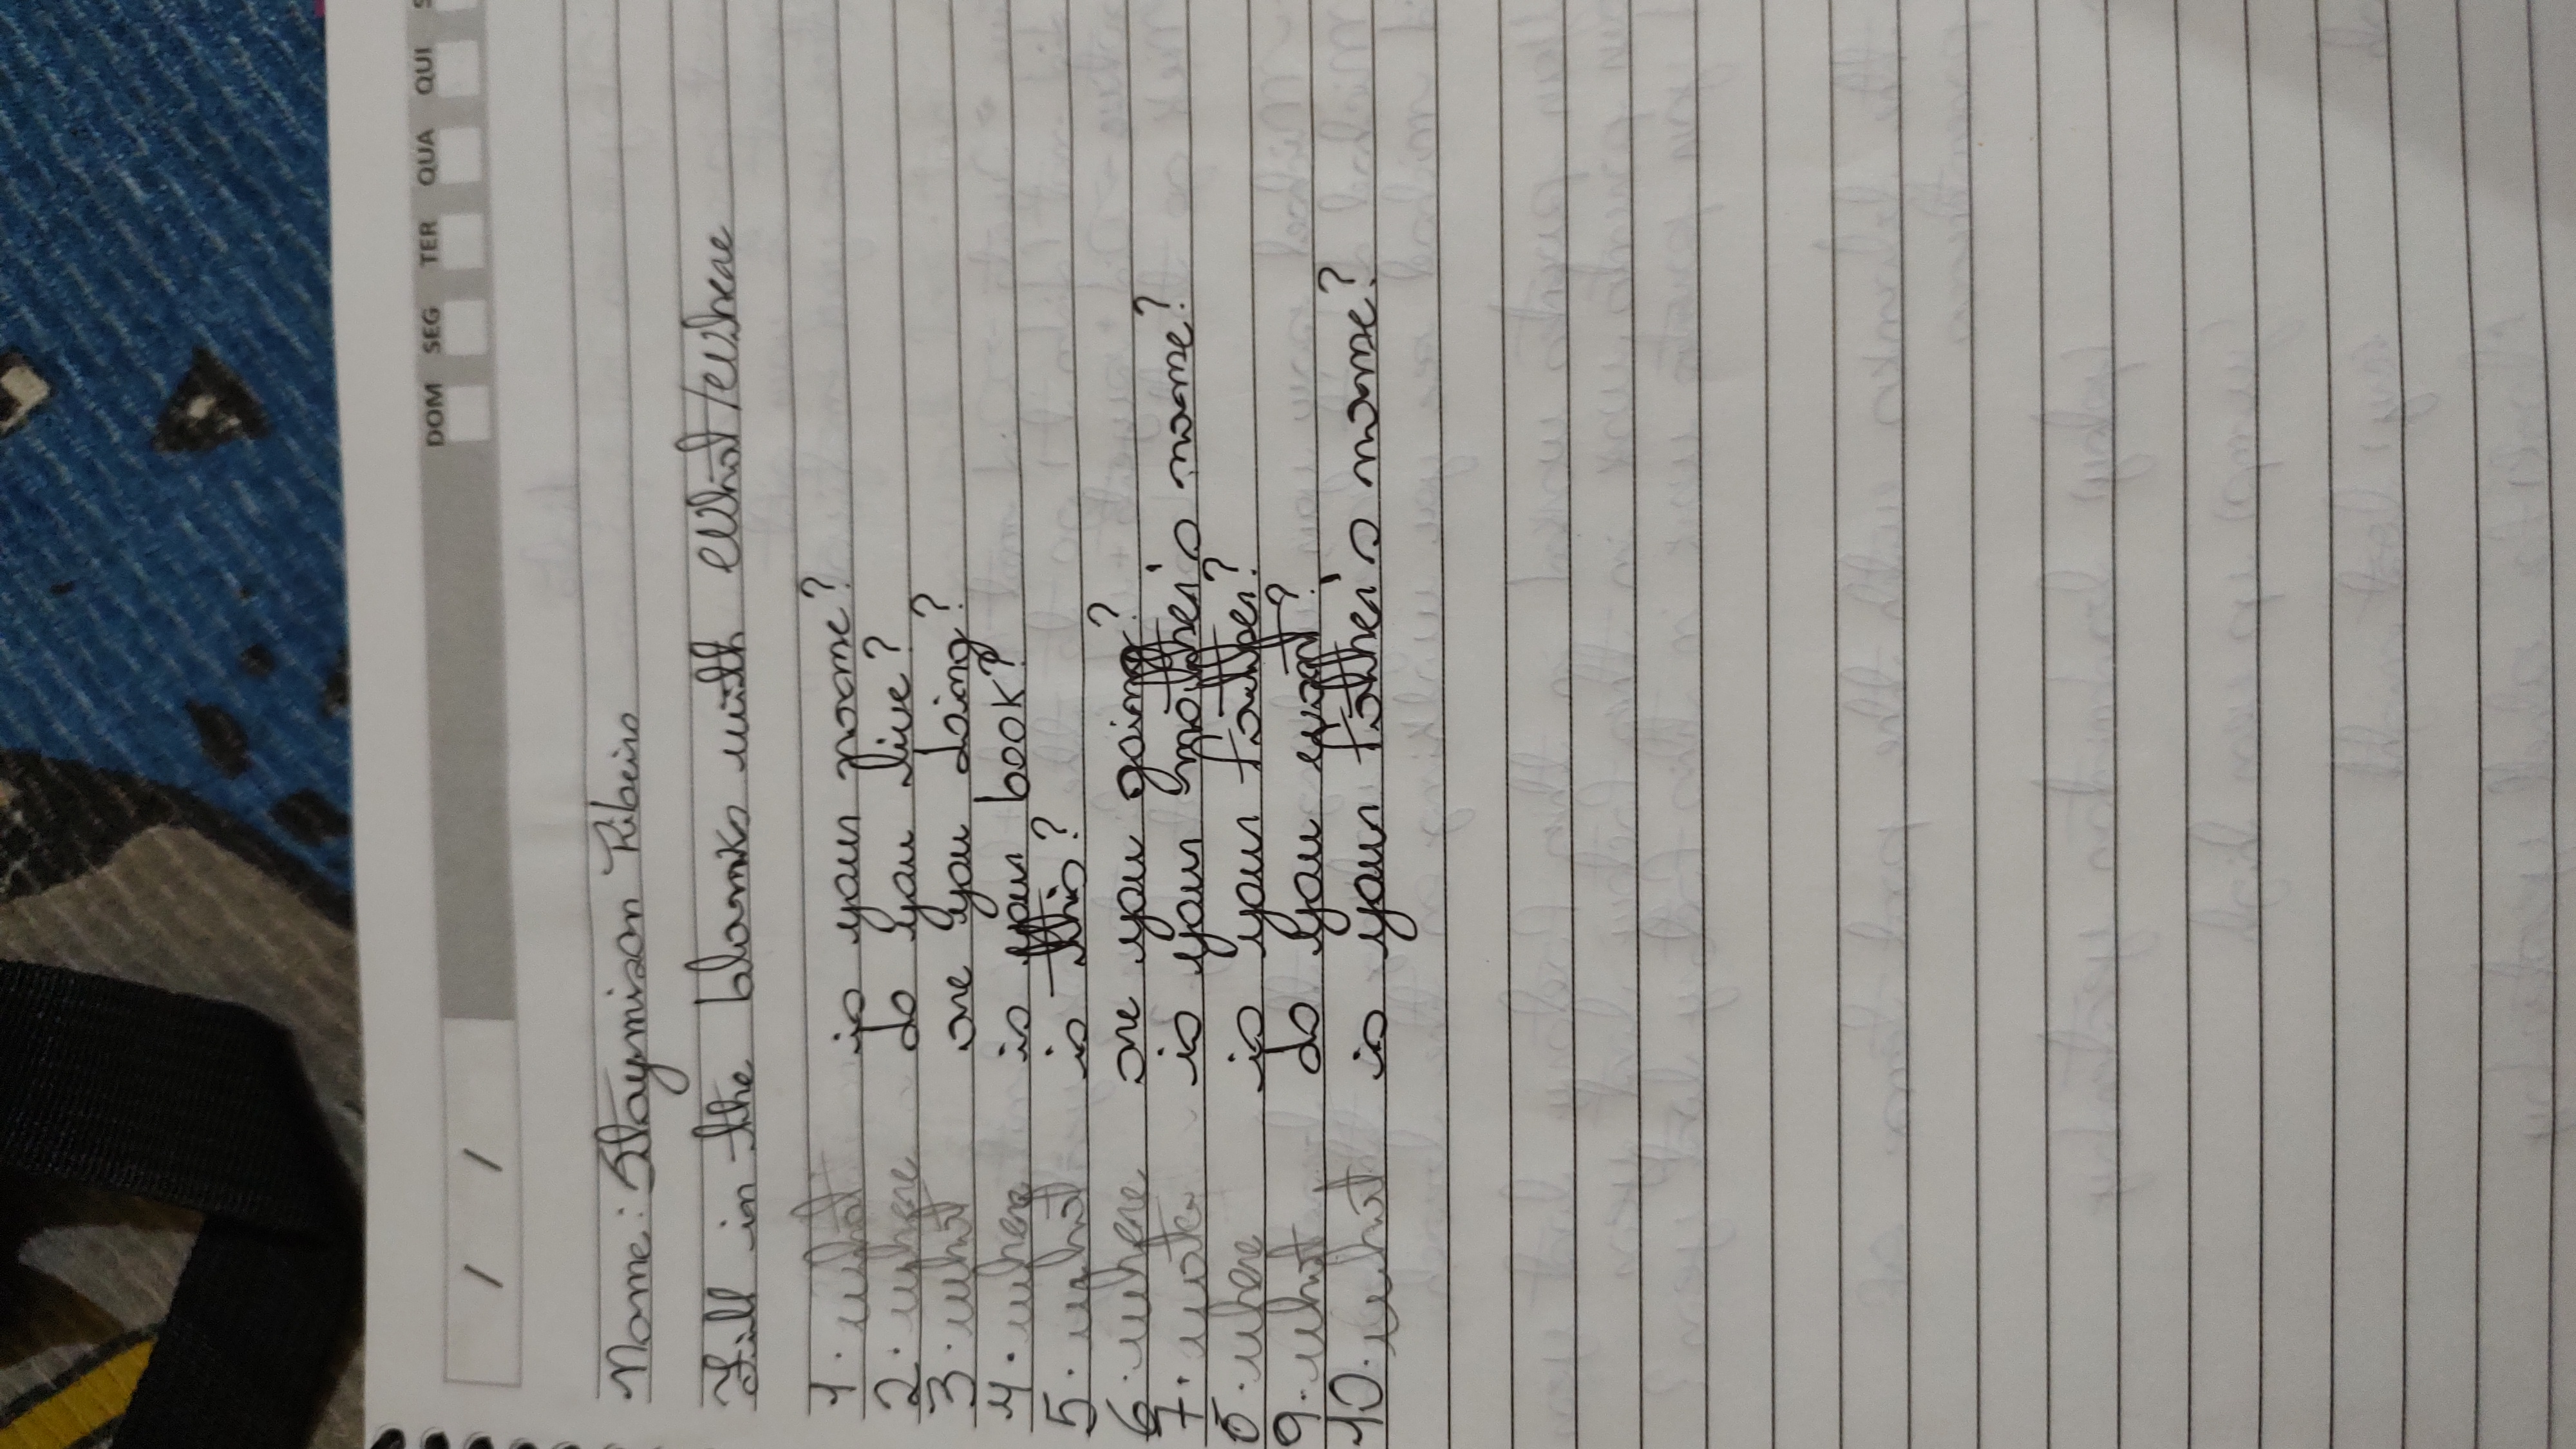 DOM SEG TER QUA QUI S
/ /
Name: Slaymison Ribeiro
Fill in the blanks with What/Where
1. what is your name?
2. where do you live?
3. what are you doing?
4. where is your book?
5. what is this?
6. where are you going?
7. is your mother's name?
8. where is your father?
9. what do you want?
10. what is your father's name?